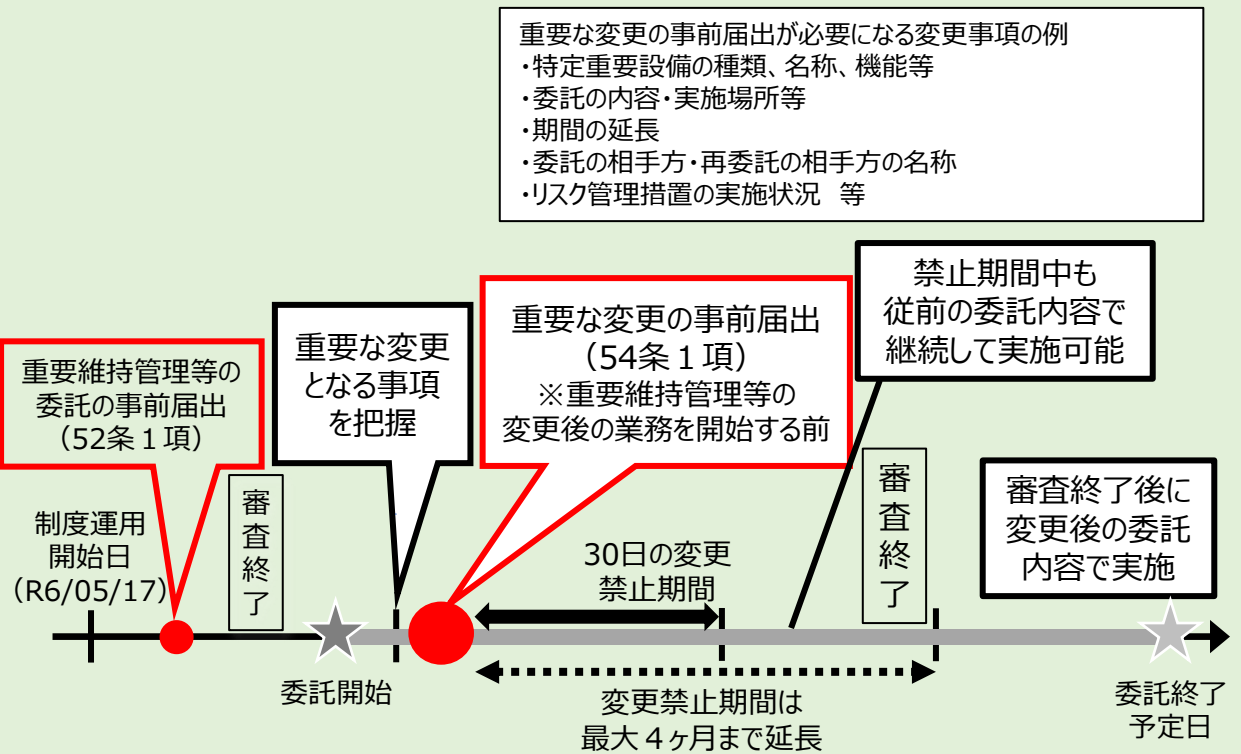 重要な変更の事前届出が必要になる変更事項の例
・特定重要設備の種類、名称、機能等
・委託の内容・実施場所等
・期間の延長
・委託の相手方・再委託の相手方の名称
・リスク管理措置の実施状況 等
重要維持管理等の
委託の事前届出
（52条１項）
重要な変更
となる事項
を把握
重要な変更の事前届出
（54条１項）
※重要維持管理等の
変更後の業務を開始する前
禁止期間中も
従前の委託内容で
継続して実施可能
制度運用
開始日
（R6/05/17）
審査終了
30日の変更
禁止期間
審査終了
審査終了後に
変更後の委託
内容で実施
委託開始
変更禁止期間は
最大４ヶ月まで延長
委託終了
予定日